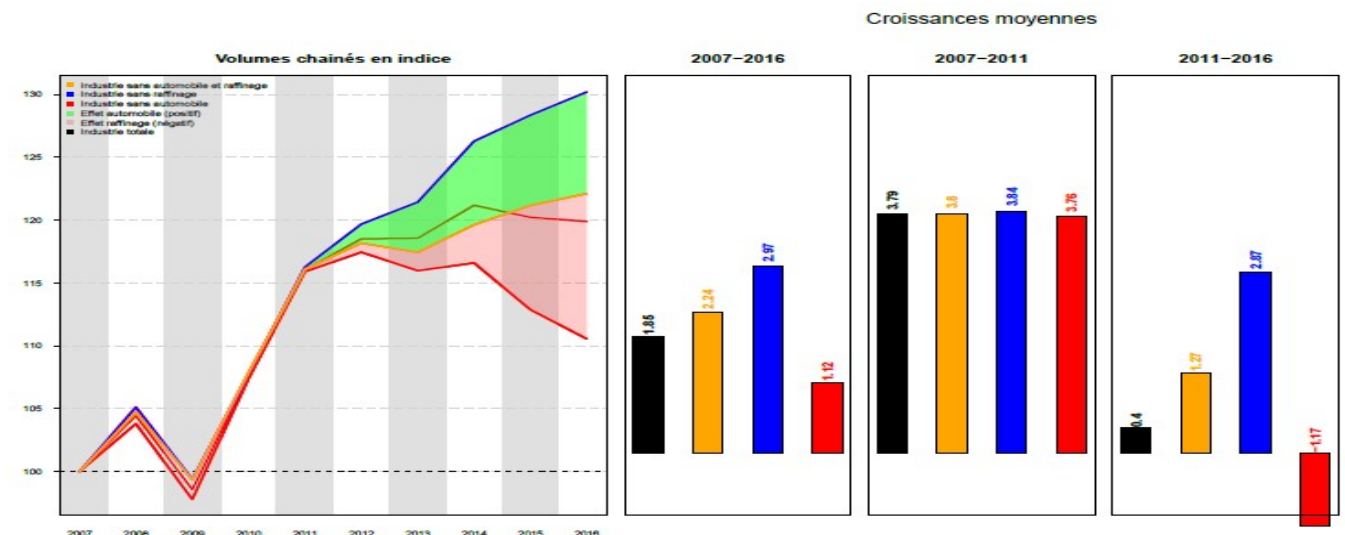 Croissances moyennes
Volumes chainés en indice
2007−2016
2007−2011
2011−2016
Industrie sans automobile et raffinage
Industrie sans raffinage
Industrie sans automobile
Effet automobile (positif)
Effet raffinage (négatif)
Industrie totale
130
125
120
115
110
105
100
2007 2008 2009 2010 2011 2012 2013 2014 2015 2016
1.85 2.24 2.97 1.12
3.79 3.8 3.84 3.76
0.4 1.27 2.87 −1.17